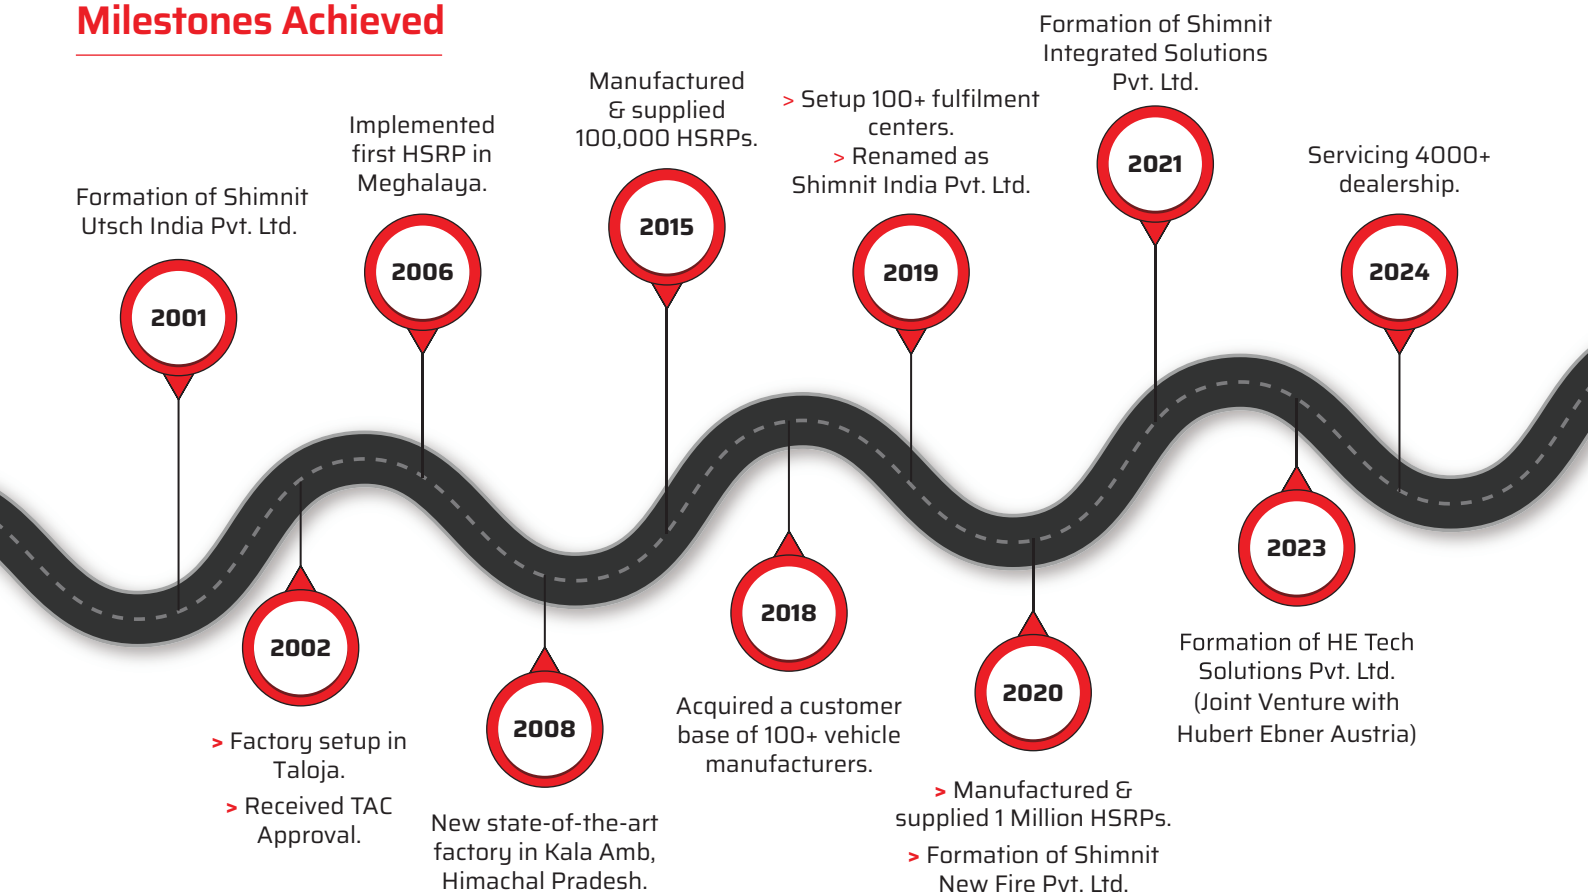 Milestones Achieved
Formation of Shimnit
Utsch India Pvt. Ltd.
2001
> Factory setup in
Taloja.
> Received TAC
Approval.
2002
Implemented
first HSRP in
Meghalaya.
2006
2008
New state-of-the-art
factory in Kala Amb,
Himachal Pradesh.
Manufactured
& supplied
100,000 HSRPs.
2015
2018
Acquired a customer
base of 100+ vehicle
manufacturers.
> Setup 100+ fulfilment
centers.
> Renamed as
Shimnit India Pvt. Ltd.
2019
2020
> Manufactured &
supplied 1 Million HSRPs.
> Formation of Shimnit
New Fire Pvt. Ltd.
Formation of Shimnit
Integrated Solutions
Pvt. Ltd.
2021
2023
Formation of HE Tech
Solutions Pvt. Ltd.
(Joint Venture with
Hubert Ebner Austria)
Servicing 4000+
dealership.
2024